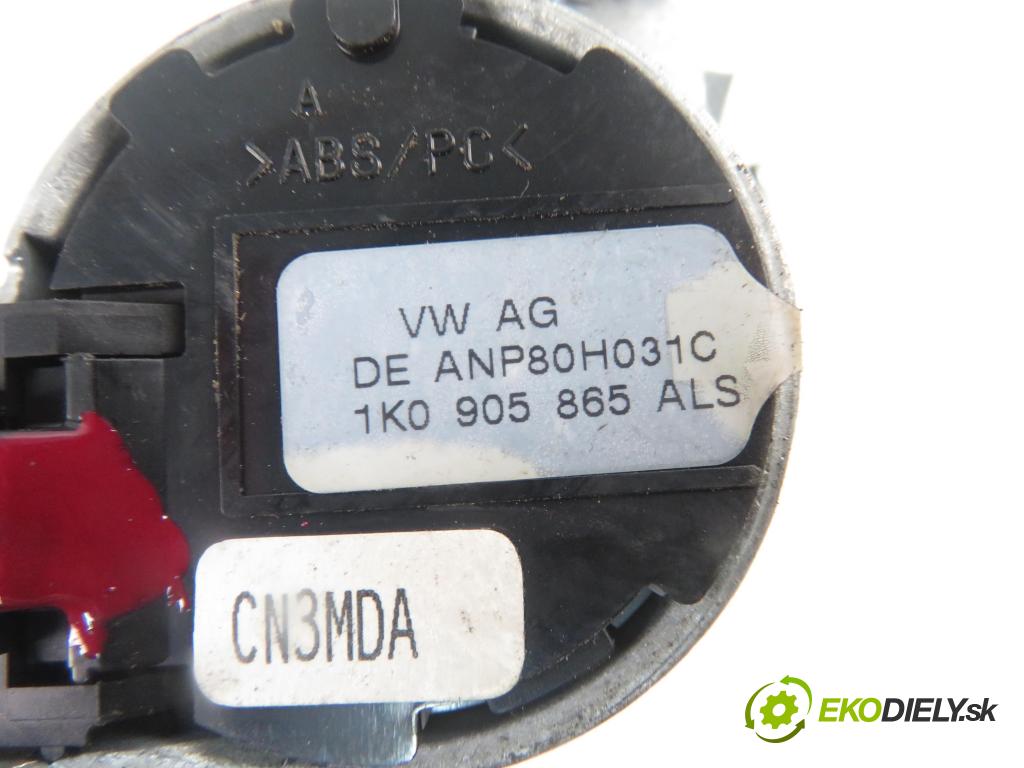 A
>ABS/PC<
VW AG
DE ANP80H031C
1K0 905 865 ALS
CN3MDA
EKODIELY.sk